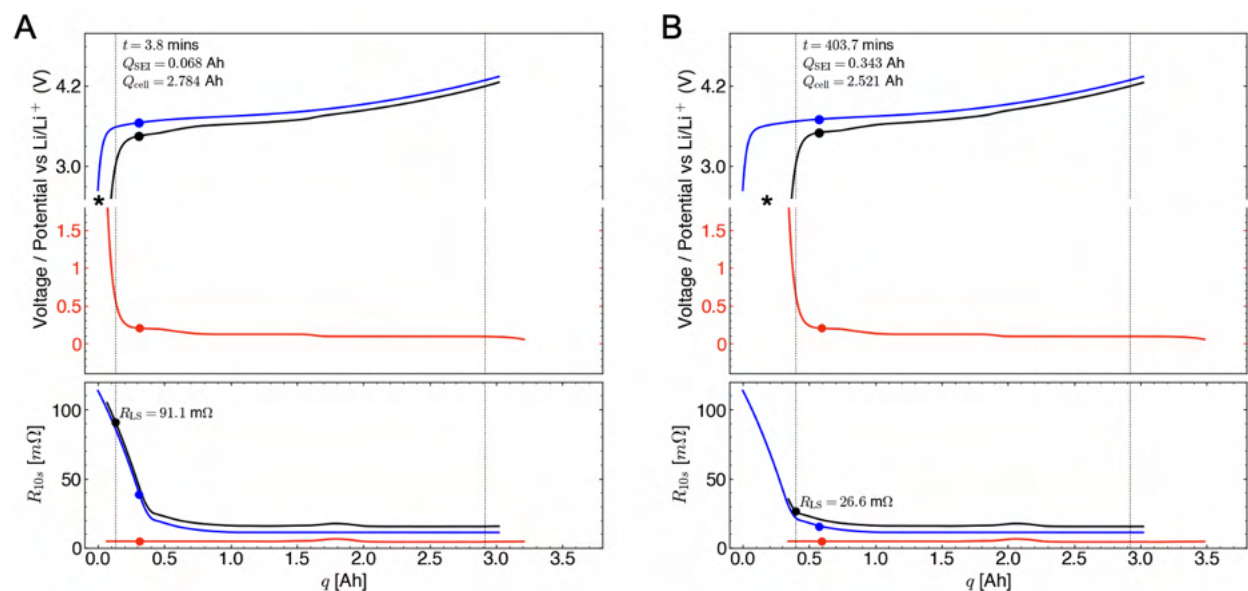 A
t = 3.8 mins
Q_SEI = 0.068 Ah
Q_cell = 2.784 Ah
Voltage / Potential vs Li/Li⁺ (V)
4.2
3.0
*
1.5
1
0.5
0
R_10s [mΩ]
100
50
0
R_LS = 91.1 mΩ
0.0 0.5 1.0 1.5 2.0 2.5 3.0 3.5
q [Ah]
B
t = 403.7 mins
Q_SEI = 0.343 Ah
Q_cell = 2.521 Ah
Voltage / Potential vs Li/Li⁺ (V)
4.2
3.0
*
1.5
1
0.5
0
R_10s [mΩ]
100
50
0
R_LS = 26.6 mΩ
0.0 0.5 1.0 1.5 2.0 2.5 3.0 3.5
q [Ah]